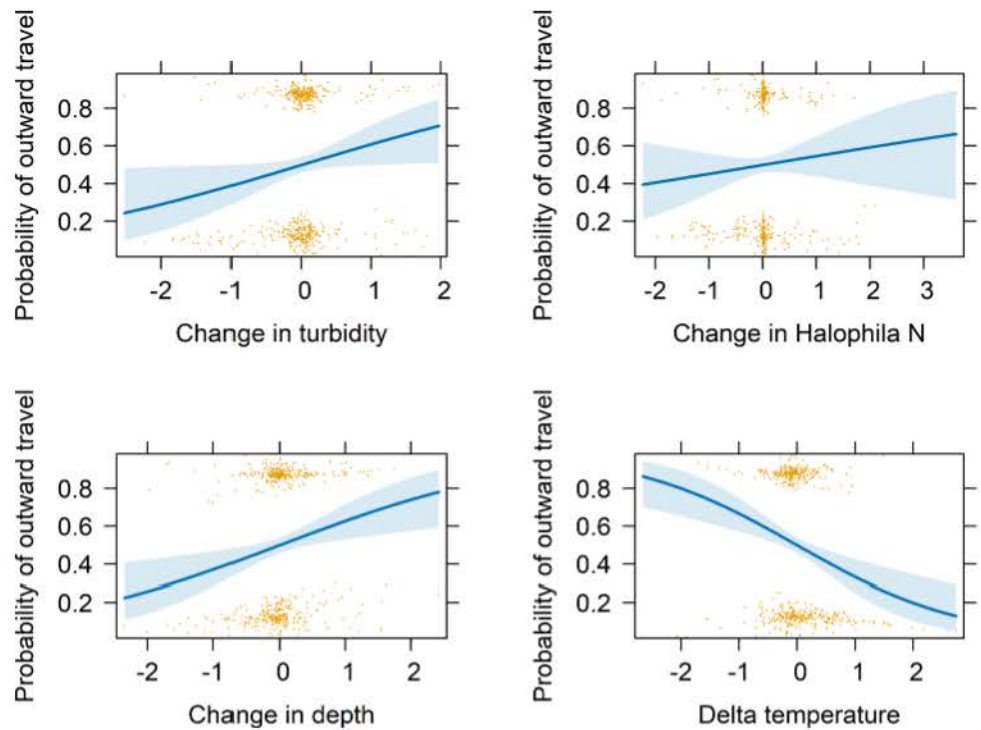 Probability of outward travel
0.8
0.6
0.4
0.2
-2 -1 0 1 2
Change in turbidity
Probability of outward travel
0.8
0.6
0.4
0.2
-2 -1 0 1 2 3
Change in Halophila N
Probability of outward travel
0.8
0.6
0.4
0.2
-2 -1 0 1 2
Change in depth
Probability of outward travel
0.8
0.6
0.4
0.2
-2 -1 0 1 2
Delta temperature